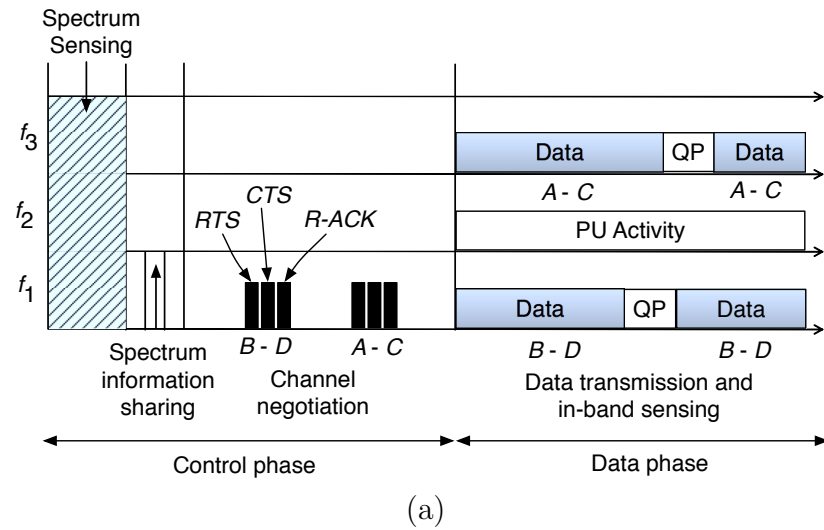 Spectrum
Sensing
f3
Data
QP
Data
A - C
A - C
f2
CTS
RTS
R-ACK
PU Activity
f1
Data
QP
Data
B - D
A - C
B - D
B - D
Spectrum
information
sharing
Channel
negotiation
Data transmission and
in-band sensing
Control phase
Data phase
(a)